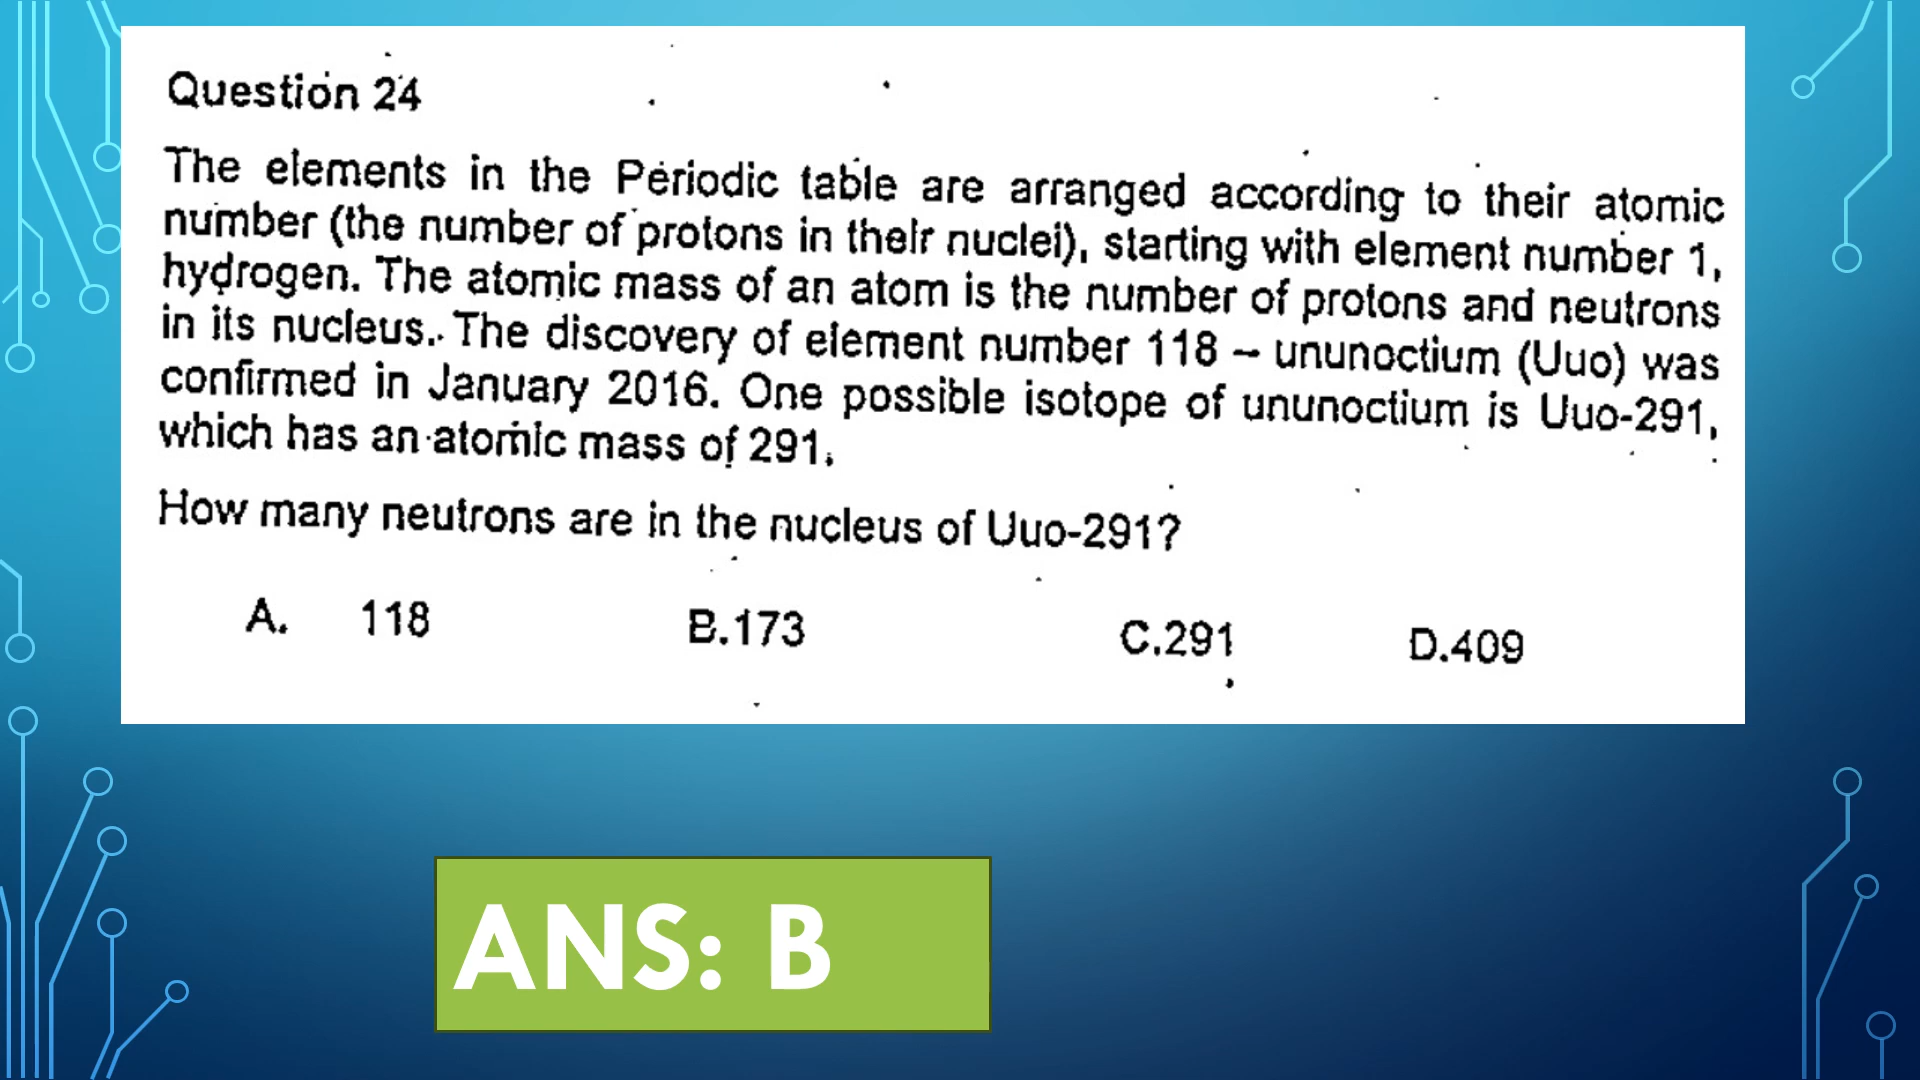 Question 24
The elements in the Periodic table are arranged according to their atomic
number (the number of protons in their nuclei), starting with element number 1,
hydrogen. The atomic mass of an atom is the number of protons and neutrons
in its nucleus. The discovery of element number 118 – ununoctium (Uuo) was
confirmed in January 2016. One possible isotope of ununoctium is Uuo-291,
which has an atomic mass of 291.
How many neutrons are in the nucleus of Uuo-291?
A. 118 B.173 C.291 D.409
ANS: B